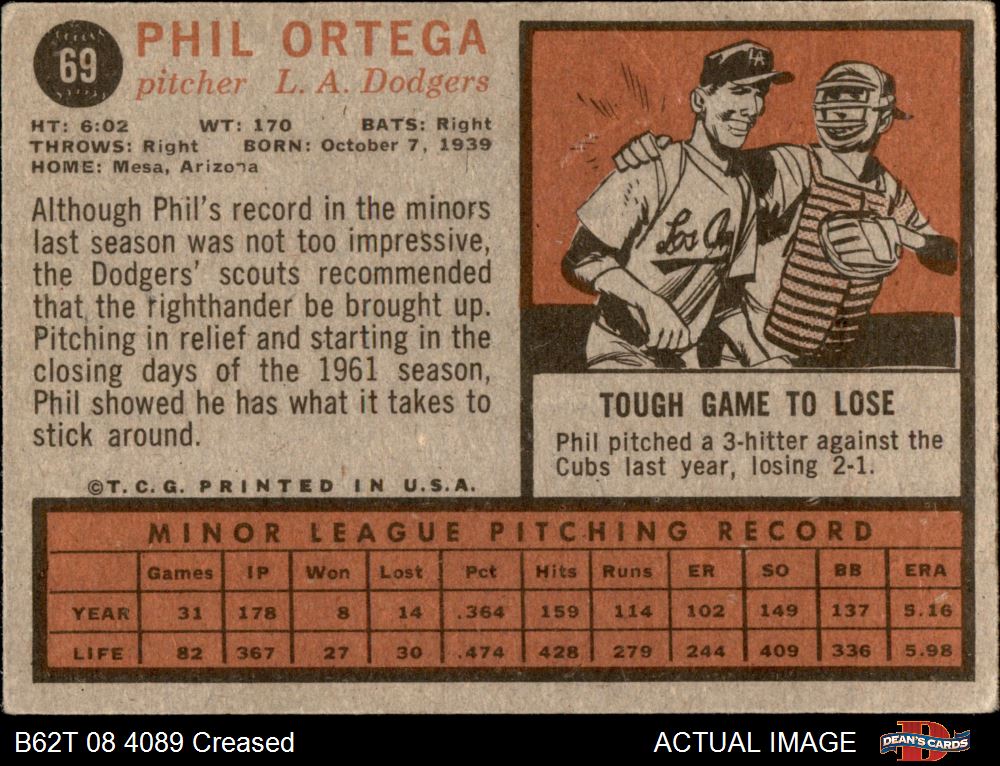 69
PHIL ORTEGA
pitcher L. A. Dodgers
HT: 6:02 WT: 170 BATS: Right
THROWS: Right BORN: October 7, 1939
HOME: Mesa, Arizona
Although Phil's record in the minors
last season was not too impressive,
the Dodgers' scouts recommended
that the righthander be brought up.
Pitching in relief and starting in the
closing days of the 1961 season,
Phil showed he has what it takes to
stick around.
©T.C.G. PRINTED IN U.S.A.
LA
Los An
TOUGH GAME TO LOSE
Phil pitched a 3-hitter against the
Cubs last year, losing 2-1.
MINOR LEAGUE PITCHING RECORD
Games IP Won Lost Pct Hits Runs ER SO BB ERA
YEAR 31 178 8 14 .364 159 114 102 149 137 5.16
LIFE 82 367 27 30 .474 428 279 244 409 336 5.98
B62T 08 4089 Creased
ACTUAL IMAGE
D
DEAN'S CARDS